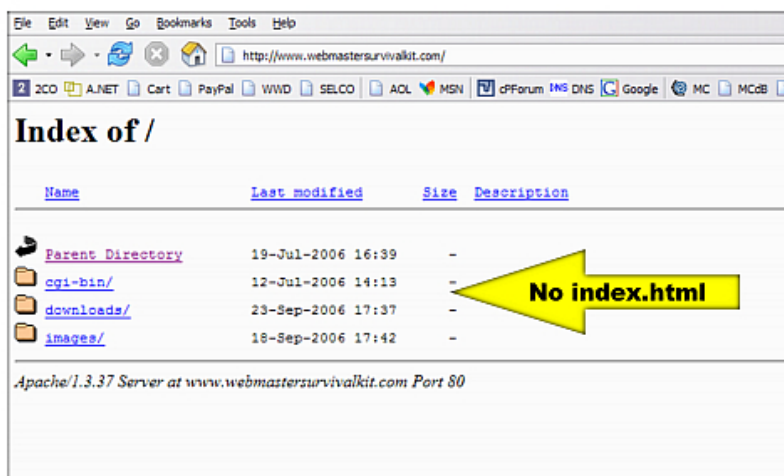 File Edit View Go Bookmarks Tools Help
http://www.webmastersurvivalkit.com/
2 2CO A.NET Cart PayPal WWD SELCO AOL MSN cPForum DNS DNS G Google MC MCdB
Index of /
Name Last modified Size Description
Parent Directory 19-Jul-2006 16:39 -
cgi-bin/ 12-Jul-2006 14:13 -
downloads/ 23-Sep-2006 17:37 -
images/ 18-Sep-2006 17:42 -
No index.html
Apache/1.3.37 Server at www.webmastersurvivalkit.com Port 80